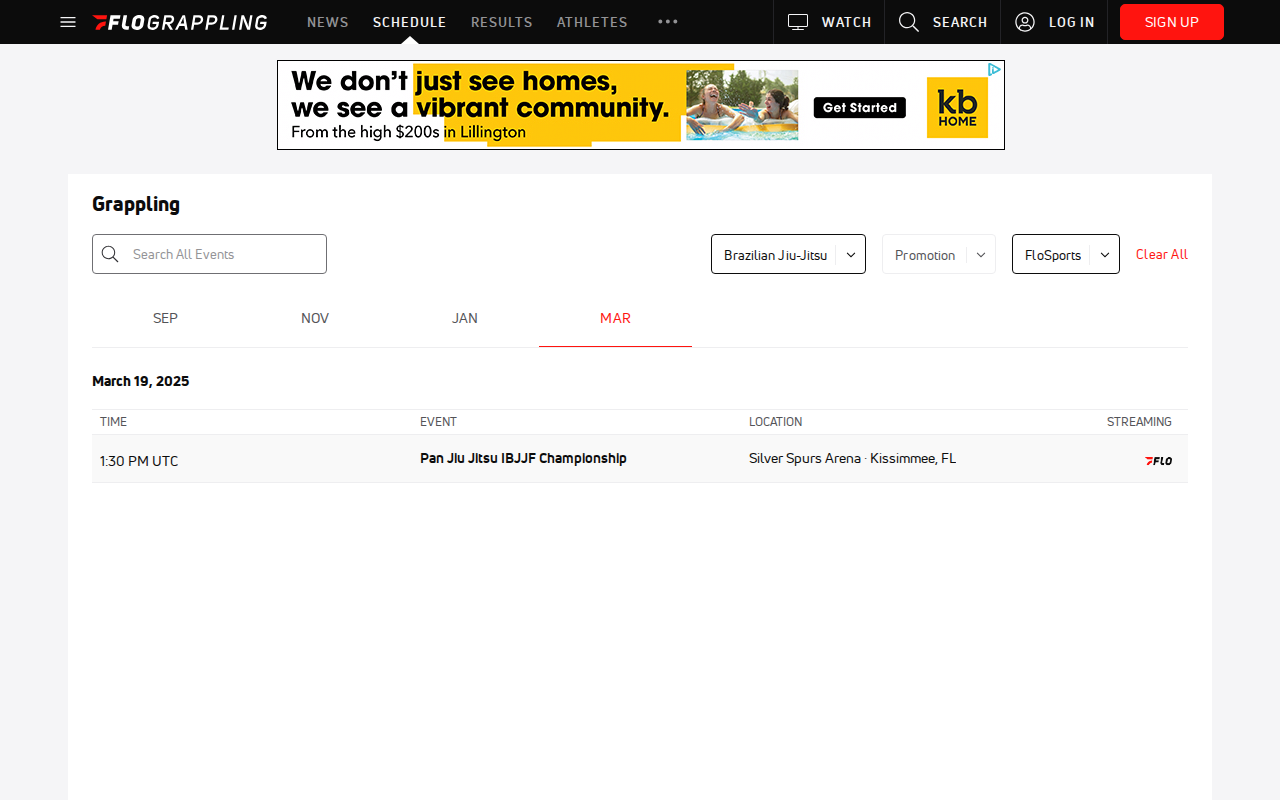 FLOGRAPPLING NEWS SCHEDULE RESULTS ATHLETES ••• WATCH SEARCH LOG IN SIGN UP
We don't just see homes,
we see a vibrant community.
From the high $200s in Lillington
Get Started
kb
HOME
Grappling
Search All Events Brazilian Jiu-Jitsu Promotion FloSports Clear All
SEP NOV JAN MAR
March 19, 2025
TIME EVENT LOCATION STREAMING
1:30 PM UTC Pan Jiu Jitsu IBJJF Championship Silver Spurs Arena · Kissimmee, FL FLO